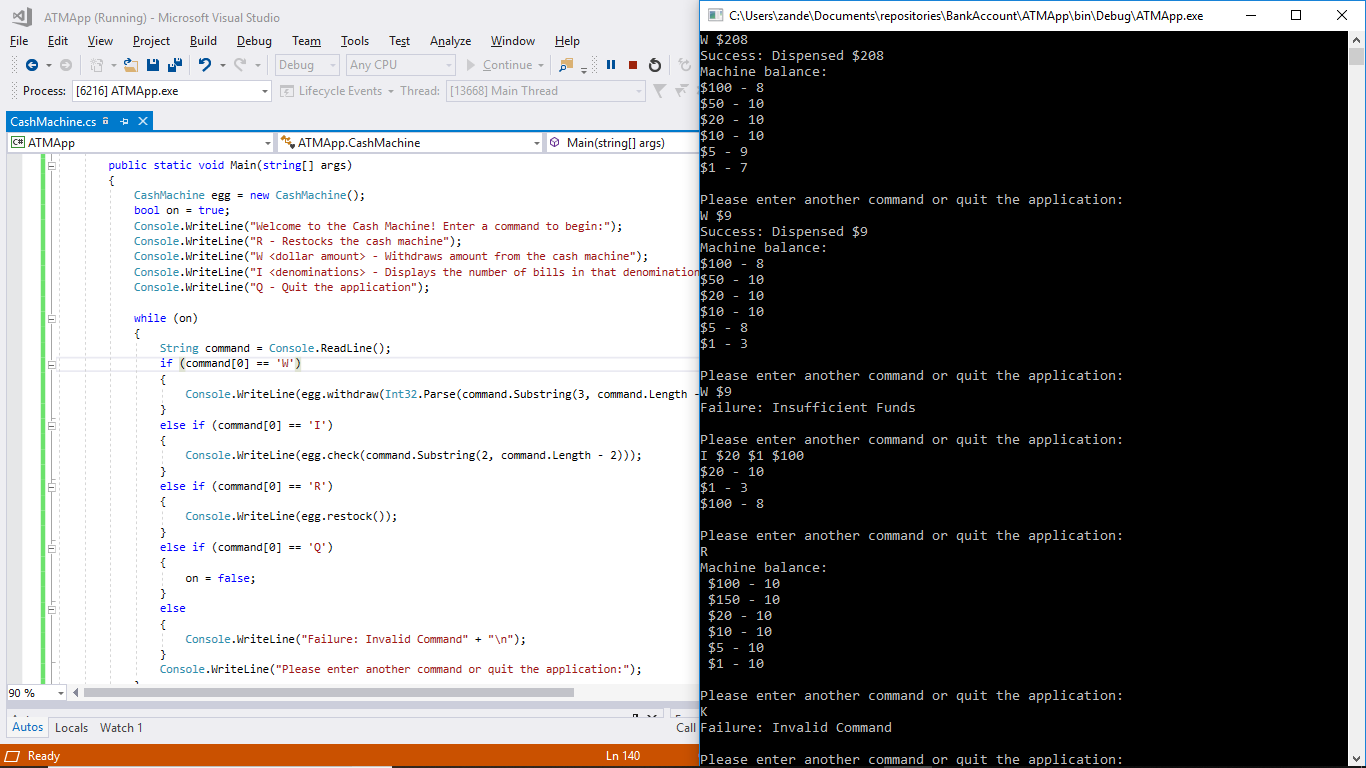 ATMApp (Running) - Microsoft Visual Studio
File Edit View Project Build Debug Team Tools Test Analyze Window Help
Debug Any CPU Continue
Process: [6216] ATMApp.exe Lifecycle Events Thread: [13668] Main Thread
CashMachine.cs
C# ATMApp ATMApp.CashMachine Main(string[] args)
public static void Main(string[] args)
{
CashMachine egg = new CashMachine();
bool on = true;
Console.WriteLine("Welcome to the Cash Machine! Enter a command to begin:");
Console.WriteLine("R - Restocks the cash machine");
Console.WriteLine("W <dollar amount> - Withdraws amount from the cash machine");
Console.WriteLine("I <denominations> - Displays the number of bills in that denomination
Console.WriteLine("Q - Quit the application");
while (on)
{
String command = Console.ReadLine();
if (command[0] == 'W')
{
Console.WriteLine(egg.withdraw(Int32.Parse(command.Substring(3, command.Length -
}
else if (command[0] == 'I')
{
Console.WriteLine(egg.check(command.Substring(2, command.Length - 2)));
}
else if (command[0] == 'R')
{
Console.WriteLine(egg.restock());
}
else if (command[0] == 'Q')
{
on = false;
}
else
{
Console.WriteLine("Failure: Invalid Command" + "\n");
}
Console.WriteLine("Please enter another command or quit the application:");
90 %
Autos Locals Watch 1 Call
Ready Ln 140
C:\Users\zande\Documents\repositories\BankAccount\ATMApp\bin\Debug\ATMApp.exe
W $208
Success: Dispensed $208
Machine balance:
$100 - 8
$50 - 10
$20 - 10
$10 - 10
$5 - 9
$1 - 7
Please enter another command or quit the application:
W $9
Success: Dispensed $9
Machine balance:
$100 - 8
$50 - 10
$20 - 10
$10 - 10
$5 - 8
$1 - 3
Please enter another command or quit the application:
W $9
Failure: Insufficient Funds
Please enter another command or quit the application:
I $20 $1 $100
$20 - 10
$1 - 3
$100 - 8
Please enter another command or quit the application:
R
Machine balance:
$100 - 10
$150 - 10
$20 - 10
$10 - 10
$5 - 10
$1 - 10
Please enter another command or quit the application:
K
Failure: Invalid Command
Please enter another command or quit the application: